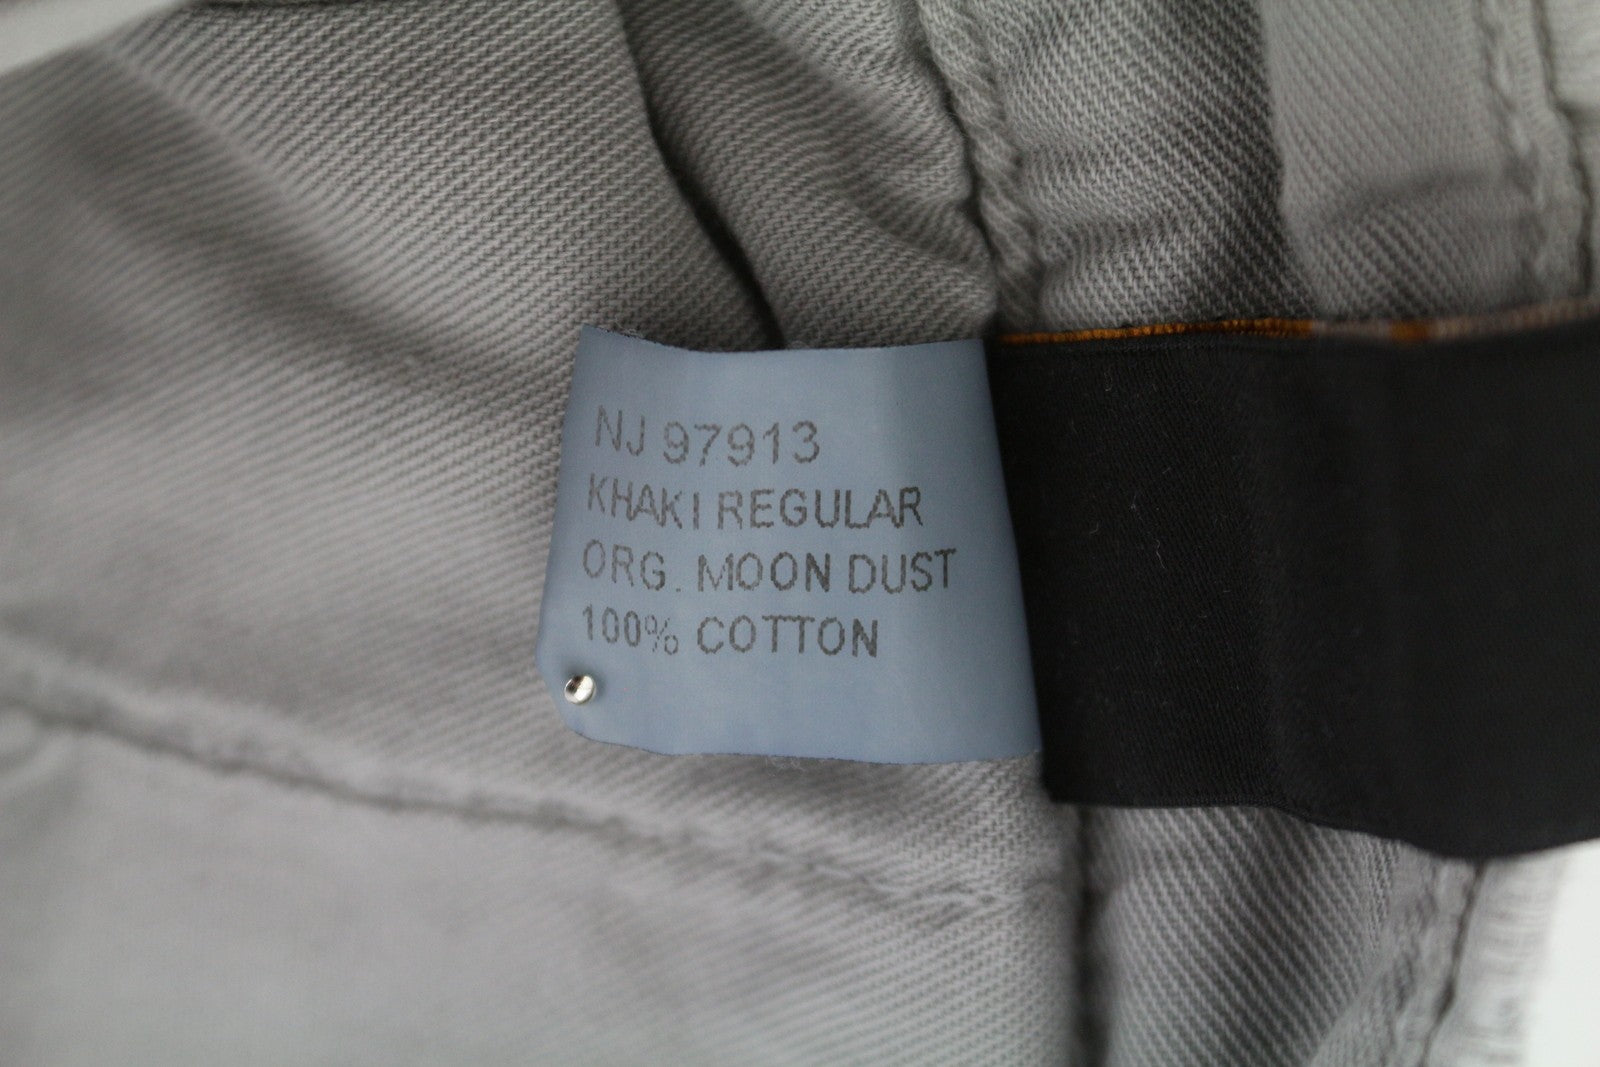 NJ 97913
KHAKI REGULAR
ORG. MOON DUST
100% COTTON